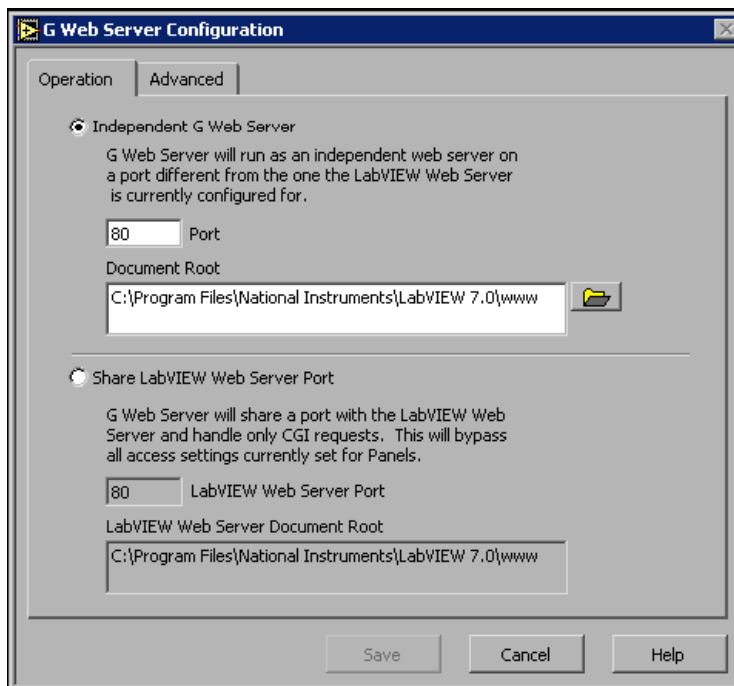 G Web Server Configuration
Operation
Advanced
Independent G Web Server
G Web Server will run as an independent web server on
a port different from the one the LabVIEW Web Server
is currently configured for.
80 Port
Document Root
C:\Program Files\National Instruments\LabVIEW 7.0\www
Share LabVIEW Web Server Port
G Web Server will share a port with the LabVIEW Web
Server and handle only CGI requests. This will bypass
all access settings currently set for Panels.
80 LabVIEW Web Server Port
LabVIEW Web Server Document Root
C:\Program Files\National Instruments\LabVIEW 7.0\www
Save
Cancel
Help